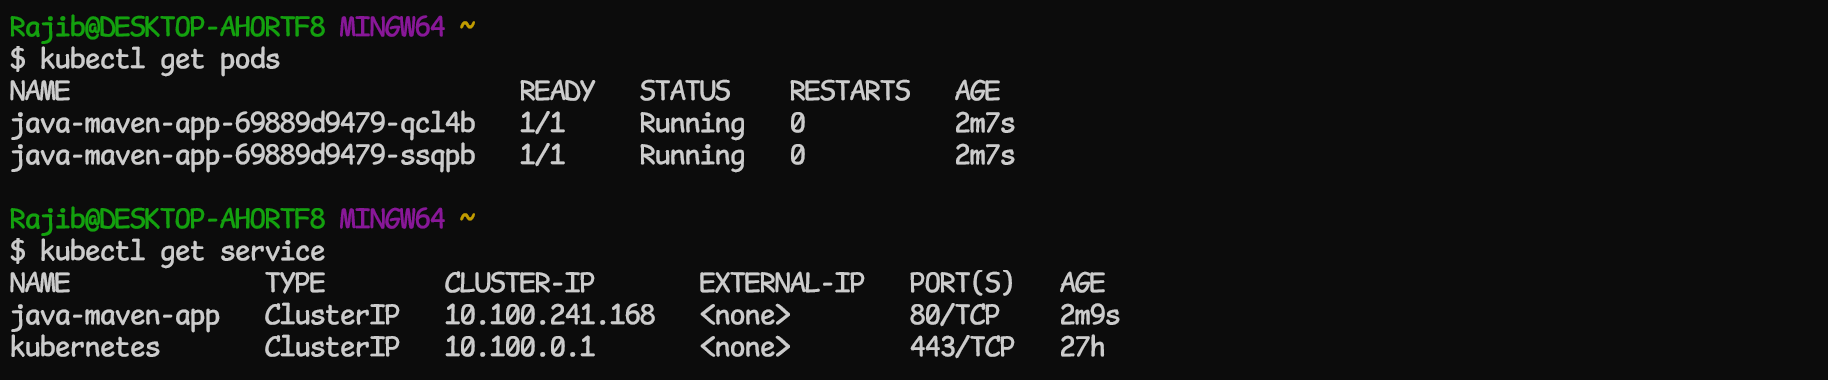 Rajib@DESKTOP-AHORTF8 MINGW64 ~
$ kubectl get pods
NAME                              READY   STATUS    RESTARTS   AGE
java-maven-app-69889d9479-qcl4b   1/1     Running   0          2m7s
java-maven-app-69889d9479-ssqpb   1/1     Running   0          2m7s
Rajib@DESKTOP-AHORTF8 MINGW64 ~
$ kubectl get service
NAME             TYPE        CLUSTER-IP       EXTERNAL-IP   PORT(S)   AGE
java-maven-app   ClusterIP   10.100.241.168   <none>        80/TCP    2m9s
kubernetes       ClusterIP   10.100.0.1       <none>        443/TCP   27h